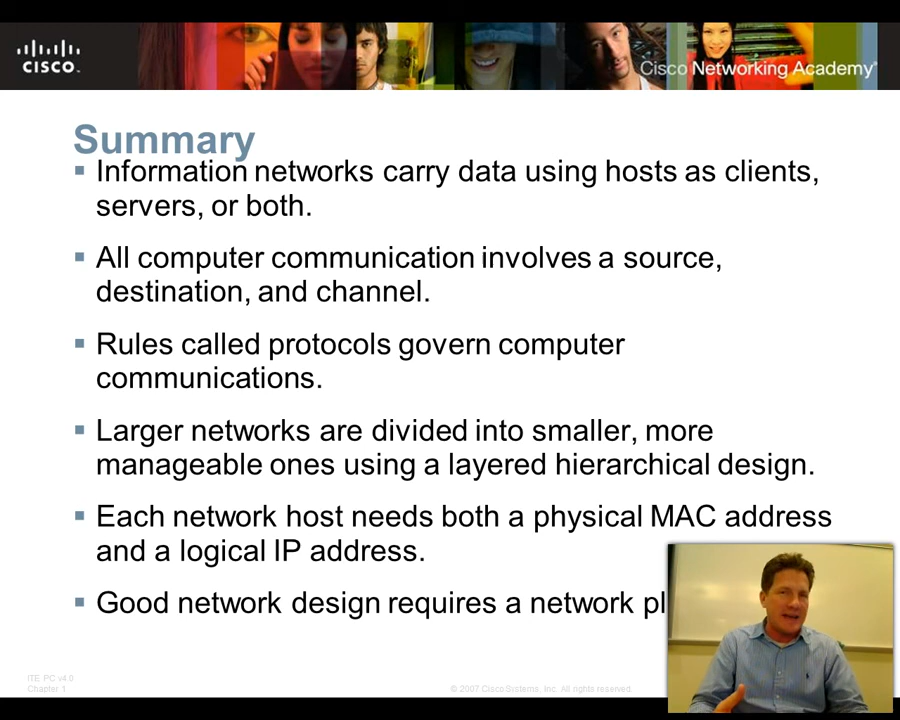 CISCO
Cisco Networking Academy®
Summary
Information networks carry data using hosts as clients,
servers, or both.
All computer communication involves a source,
destination, and channel.
Rules called protocols govern computer
communications.
Larger networks are divided into smaller, more
manageable ones using a layered hierarchical design.
Each network host needs both a physical MAC address
and a logical IP address.
Good network design requires a network pl
ITE PC v4.0
Chapter 1
© 2007 Cisco Systems, Inc. All rights reserved.